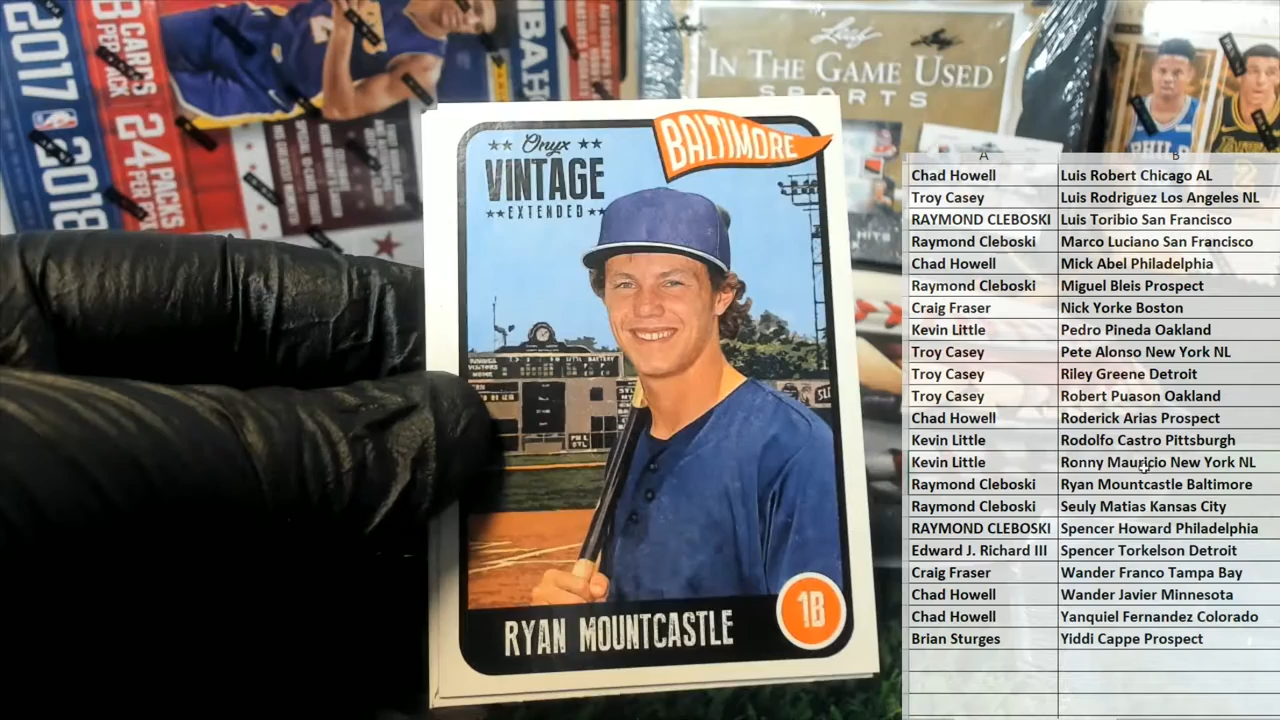 2017
2018
8 CARDS
PER PACK
24 PACKS
PER
NBA
Leaf
IN THE GAME USED
SPORTS
HITS
PHIL
Onyx
VINTAGE
EXTENDED
BALTIMORE
RYAN MOUNTCASTLE
1B
A B
Chad Howell Luis Robert Chicago AL
Troy Casey Luis Rodriguez Los Angeles NL
RAYMOND CLEBOSKI Luis Toribio San Francisco
Raymond Cleboski Marco Luciano San Francisco
Chad Howell Mick Abel Philadelphia
Raymond Cleboski Miguel Bleis Prospect
Craig Fraser Nick Yorke Boston
Kevin Little Pedro Pineda Oakland
Troy Casey Pete Alonso New York NL
Troy Casey Riley Greene Detroit
Troy Casey Robert Puason Oakland
Chad Howell Roderick Arias Prospect
Kevin Little Rodolfo Castro Pittsburgh
Kevin Little Ronny Mauricio New York NL
Raymond Cleboski Ryan Mountcastle Baltimore
Raymond Cleboski Seuly Matias Kansas City
RAYMOND CLEBOSKI Spencer Howard Philadelphia
Edward J. Richard III Spencer Torkelson Detroit
Craig Fraser Wander Franco Tampa Bay
Chad Howell Wander Javier Minnesota
Chad Howell Yanquiel Fernandez Colorado
Brian Sturges Yiddi Cappe Prospect